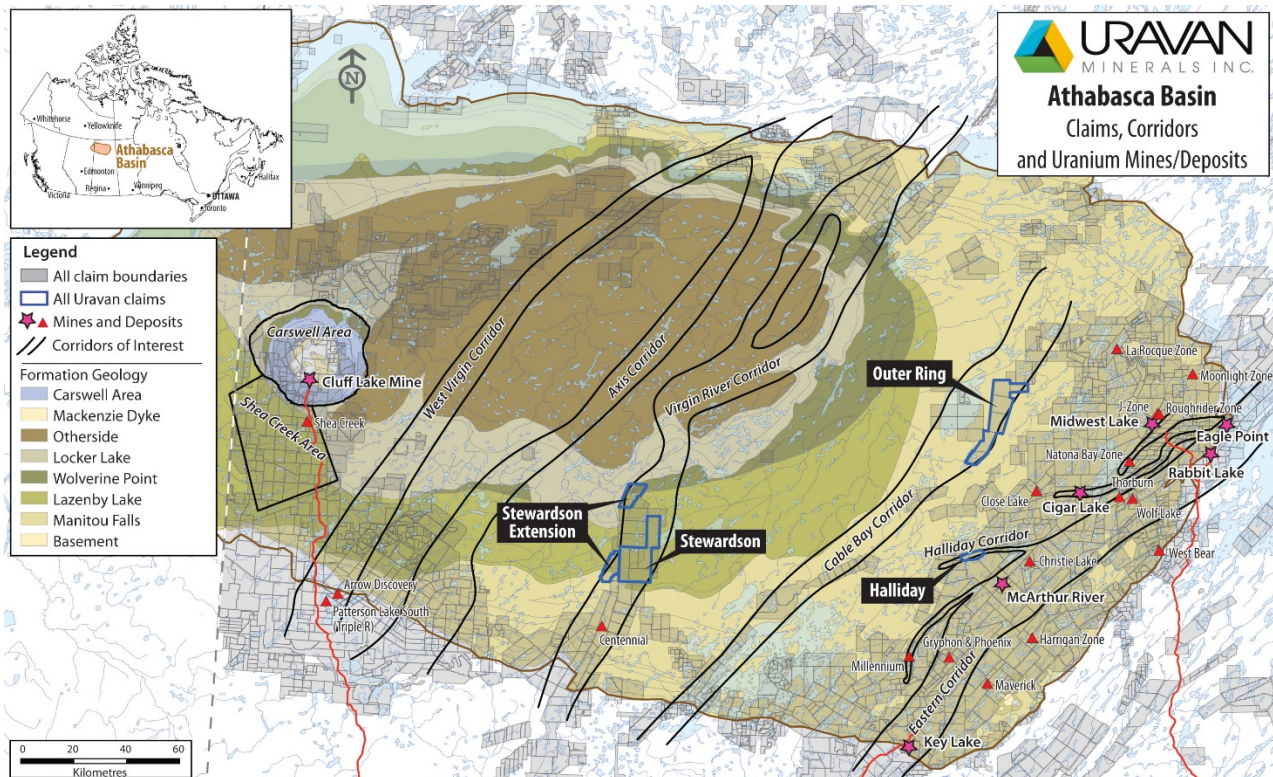 Whitehorse
Yellowknife
Athabasca
Basin
Edmonton
Victoria
Regina
Winnipeg
OTTAWA
Toronto
Halifax
N
URAVAN
MINERALS INC.
Athabasca Basin
Claims, Corridors
and Uranium Mines/Deposits
Legend
All claim boundaries
All Uravan claims
Mines and Deposits
Corridors of Interest
Formation Geology
Carswell Area
Mackenzie Dyke
Otherside
Locker Lake
Wolverine Point
Lazenby Lake
Manitou Falls
Basement
Carswell Area
Cluff Lake Mine
Shea Creek Area
Shea Creek
West Virgin Corridor
Axis Corridor
Virgin River Corridor
Outer Ring
La Rocque Zone
Moonlight Zone
J-Zone
Roughrider Zone
Midwest Lake
Eagle Point
Natona Bay Zone
Rabbit Lake
Thorburn
Close Lake
Cigar Lake
Wolf Lake
Stewardson
Extension
Stewardson
Cable Bay Corridor
Halliday Corridor
Christie Lake
West Bear
Halliday
McArthur River
Arrow Discovery
Patterson Lake South
(Triple R)
Centennial
Gryphon & Phoenix
Harrigan Zone
Millennium
Maverick
Eastern Corridor
Key Lake
0 20 40 60
Kilometres